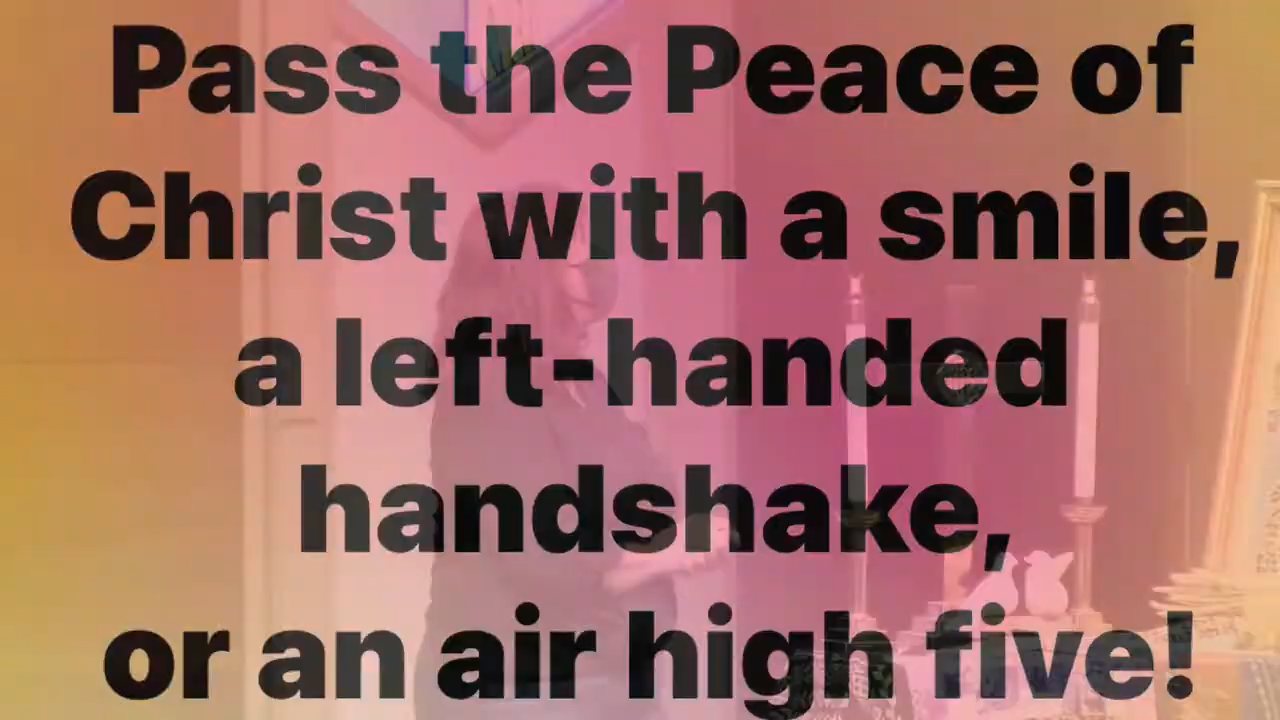 Pass the Peace of
Christ with a smile,
a left-handed
handshake,
or an air high five!